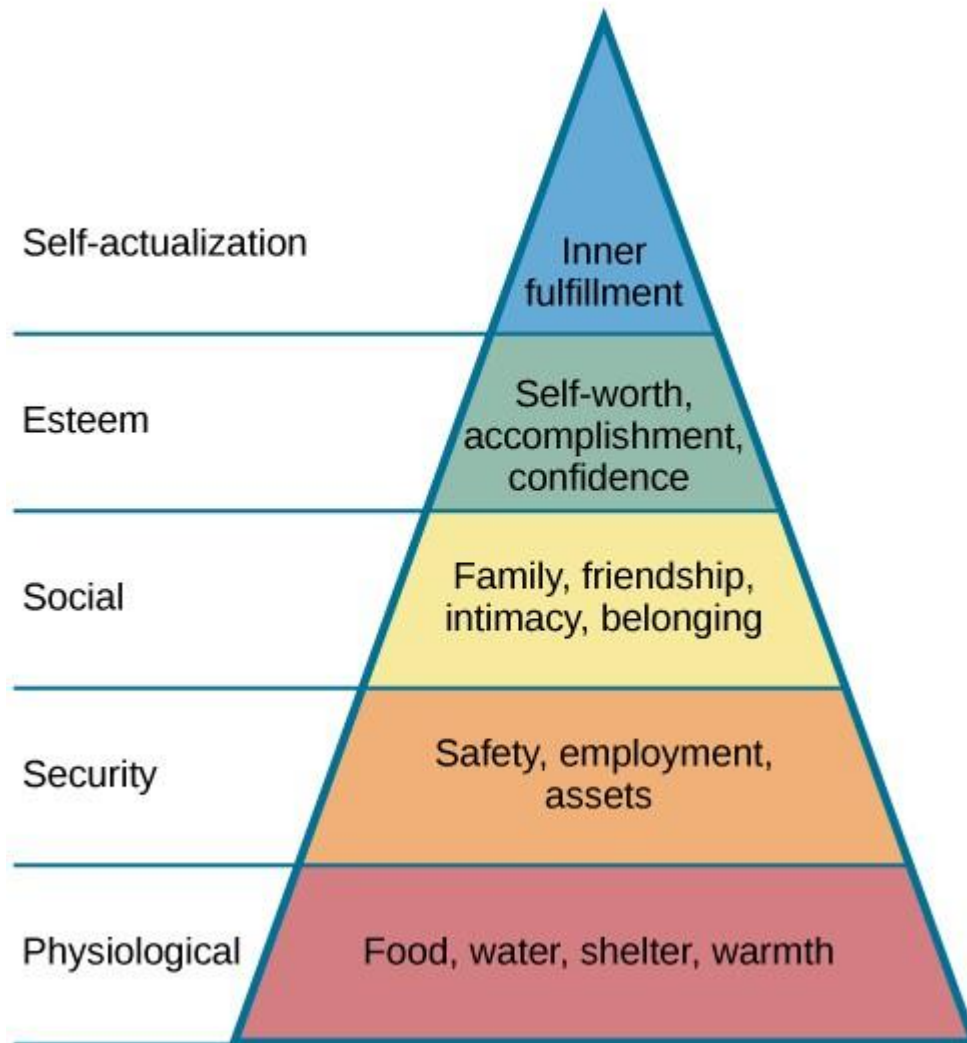 Self-actualization
Inner
fulfillment
Esteem
Self-worth,
accomplishment,
confidence
Social
Family, friendship,
intimacy, belonging
Security
Safety, employment,
assets
Physiological
Food, water, shelter, warmth